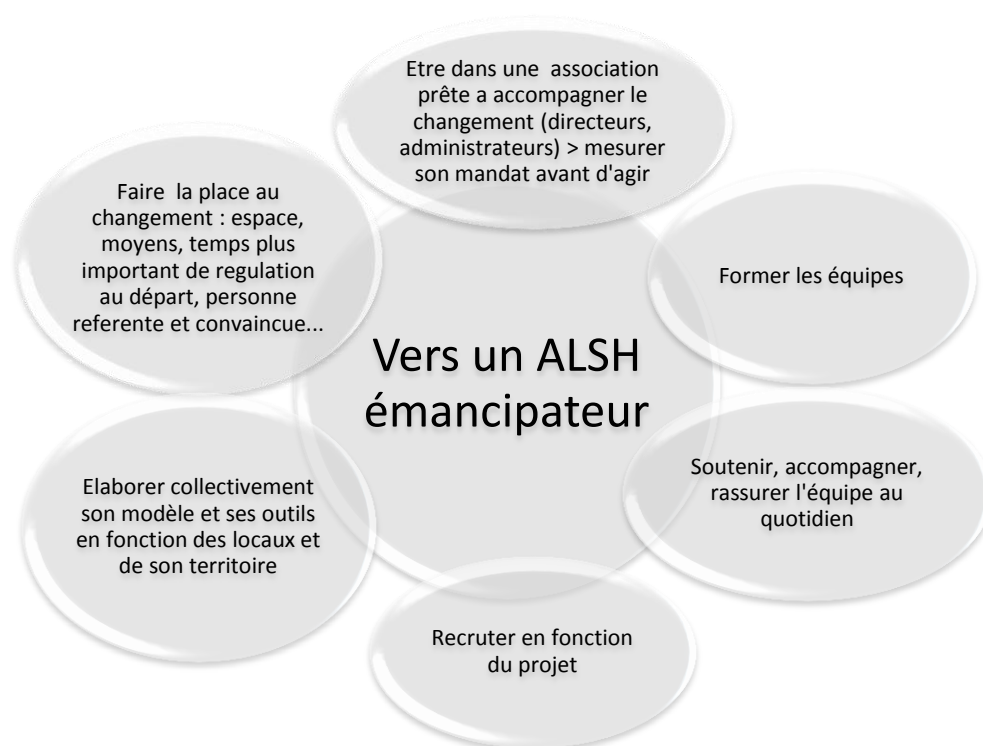 Etre dans une association
prête a accompagner le
changement (directeurs,
administrateurs) > mesurer
son mandat avant d'agir
Former les équipes
Soutenir, accompagner,
rassurer l'équipe au
quotidien
Recruter en fonction
du projet
Elaborer collectivement
son modèle et ses outils
en fonction des locaux et
de son territoire
Faire la place au
changement : espace,
moyens, temps plus
important de regulation
au départ, personne
referente et convaincue...
Vers un ALSH
émancipateur